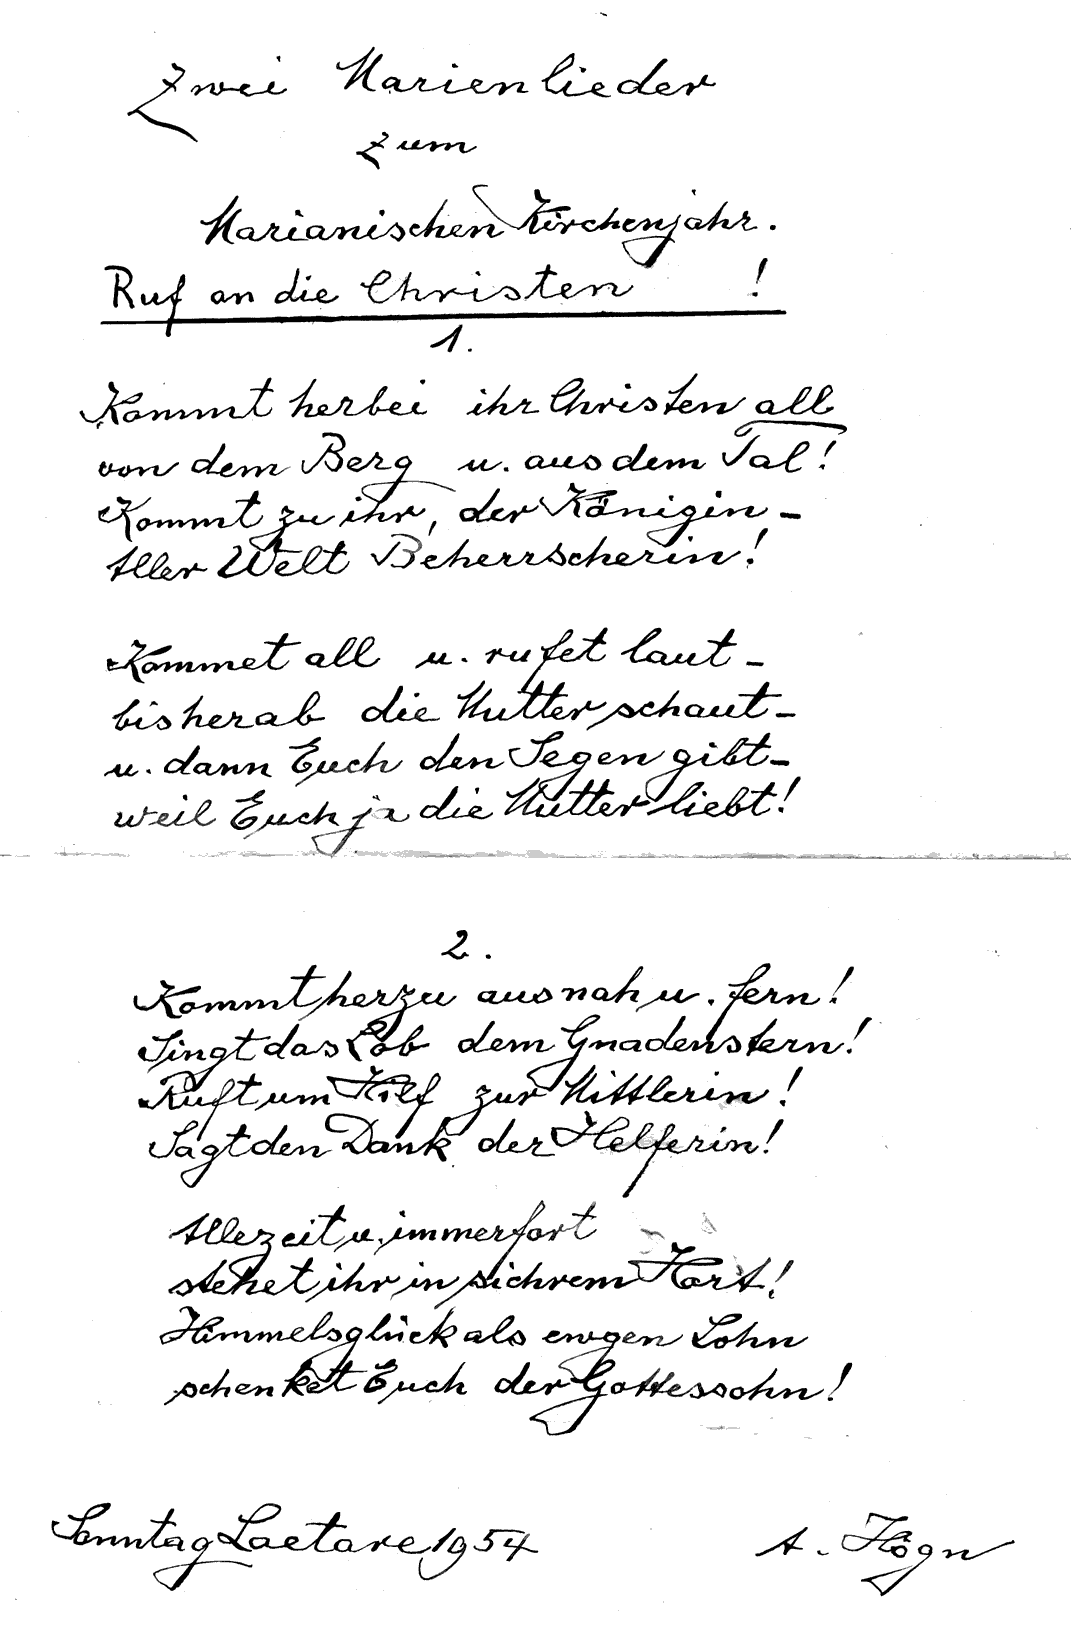 Zwei Marienlieder
zum
Marianischen Kirchenjahr.
Ruf an die Christen !
1.
Kommt herbei ihr Christen all
von dem Berg u. aus dem Tal!
Kommt zu ihr, der Königin –
Aller Welt Beherrscherin!
Kommet all u. rufet laut –
bis herab die Mutter schaut –
u. dann Euch den Segen gibt –
weil Euch ja die Mutter liebt!
2.
Kommt herzu aus nah u. fern!
Singt das Lob dem Gnadenstern!
Ruft um Hilf zur Mittlerin!
Sagt den Dank der Helferin!
Allezeit u. immerfort
stehet ihr in sichrem Hort!
Himmelsglück als ewgen Lohn
schenket Euch der Gottessohn!
Sonntag Laetare 1954 A. Högn